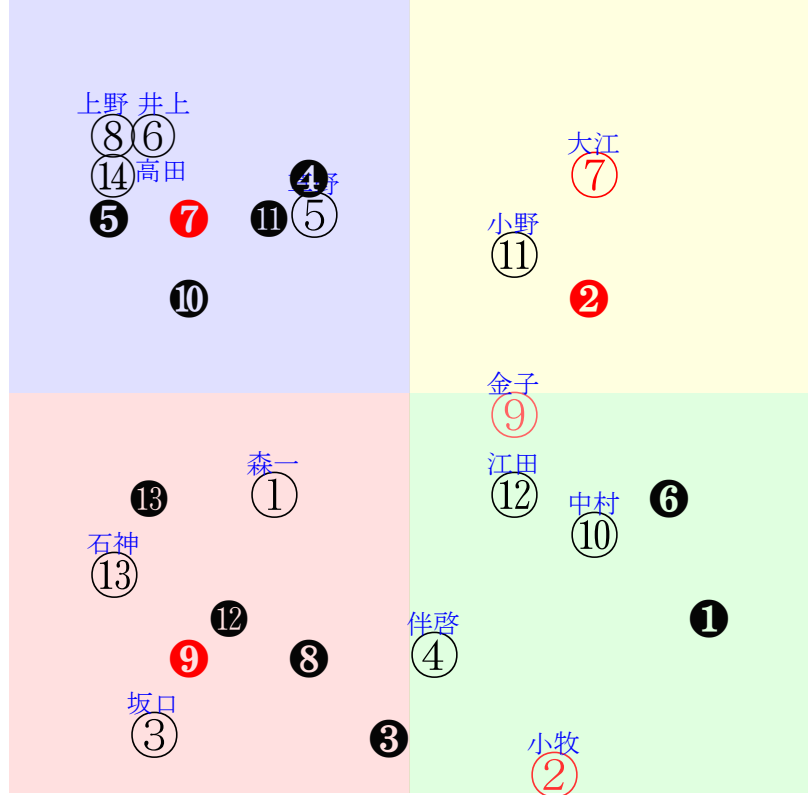 上野 井上
⑧⑥
⑭高田
❹
❺ ❼ ⓫ ⑤
❿
大江
⑦
小野
⑪
❷
金子
⑨
森一
①
⓭
石神
⑬
⓬
❾ ❽
坂口
③
❸
江田
⑫
中村
⑩
❻
❶
伴啓
④
小牧
②